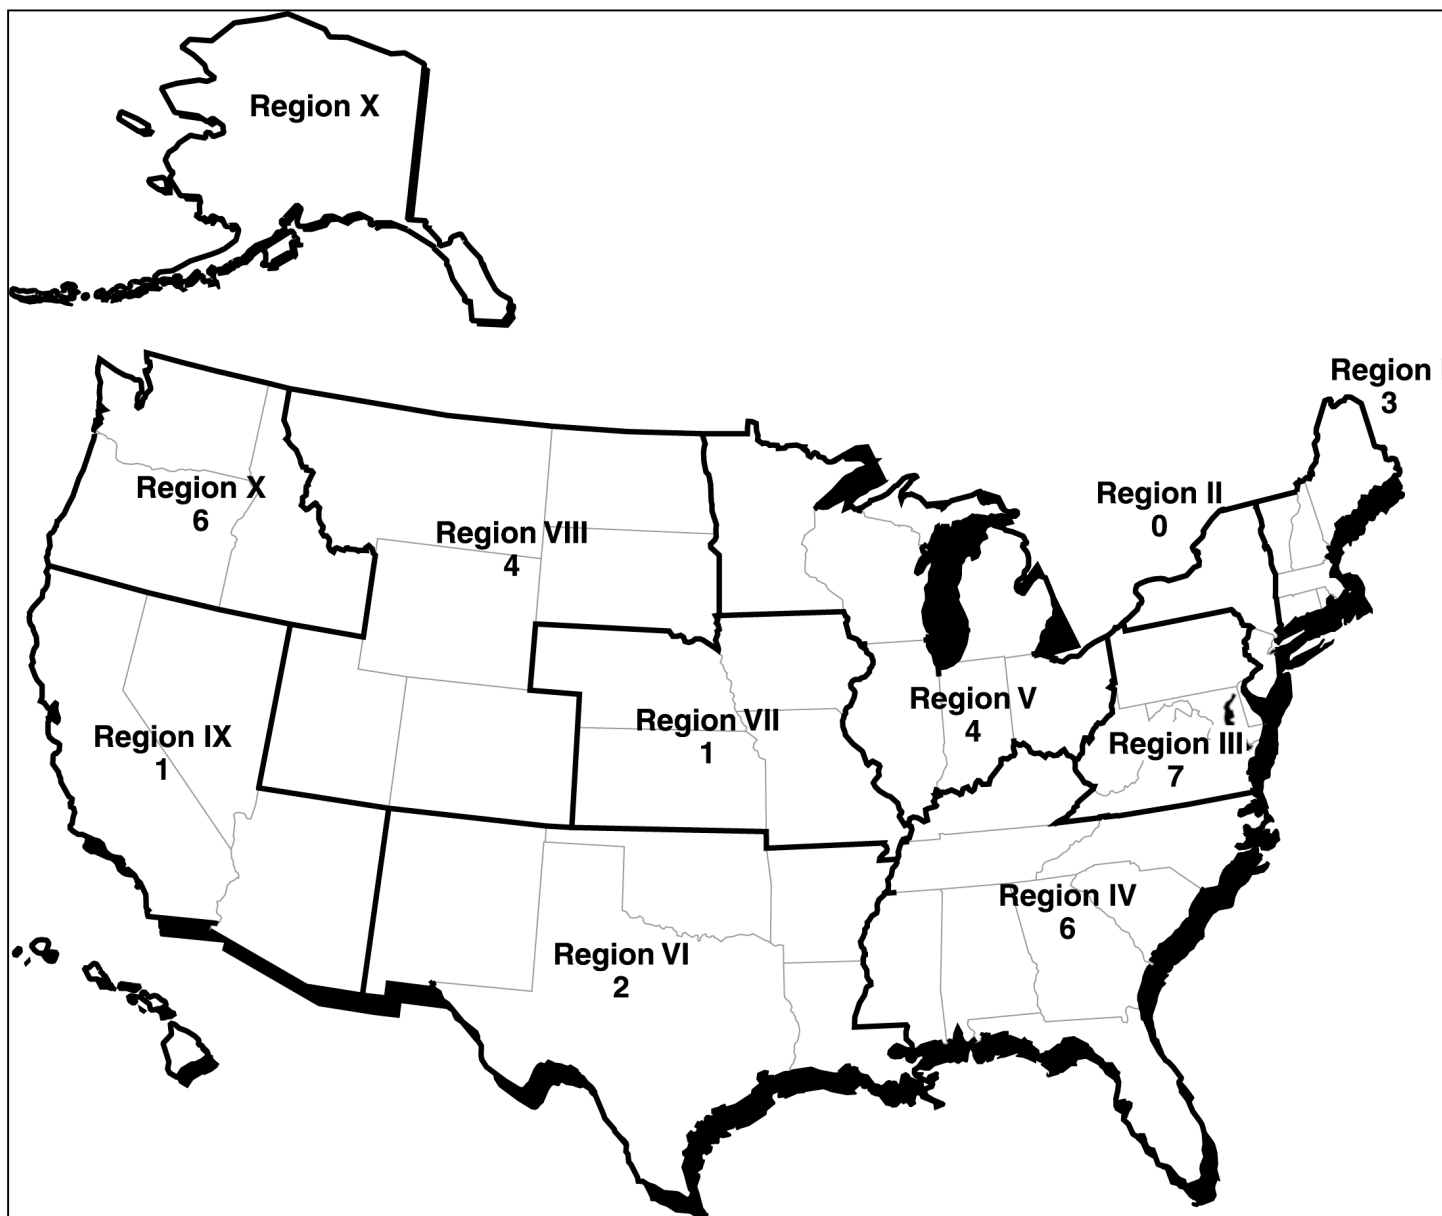 Region X
Region I
3
Region X
6
Region II
0
Region VIII
4
Region V
4
Region VII
1
Region III
7
Region IX
1
Region IV
6
Region VI
2